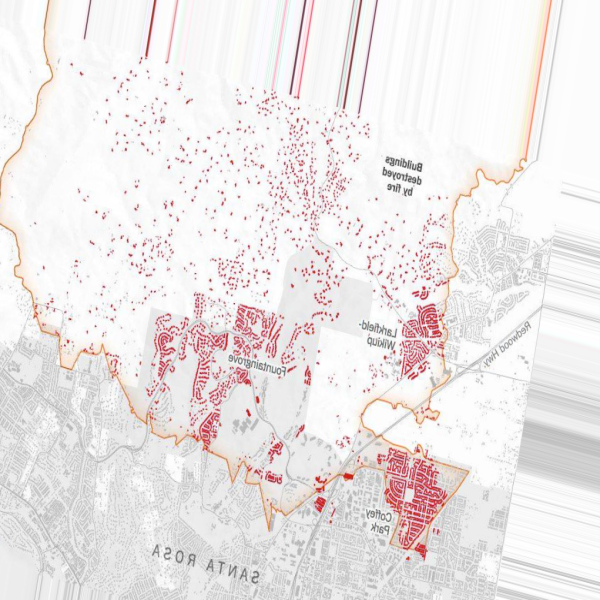 Buildings
destroyed
by fire
Larkfield-
Wikiup
Redwood Hwy.
Fountaingrove
Coffey
Park
SANTA ROSA